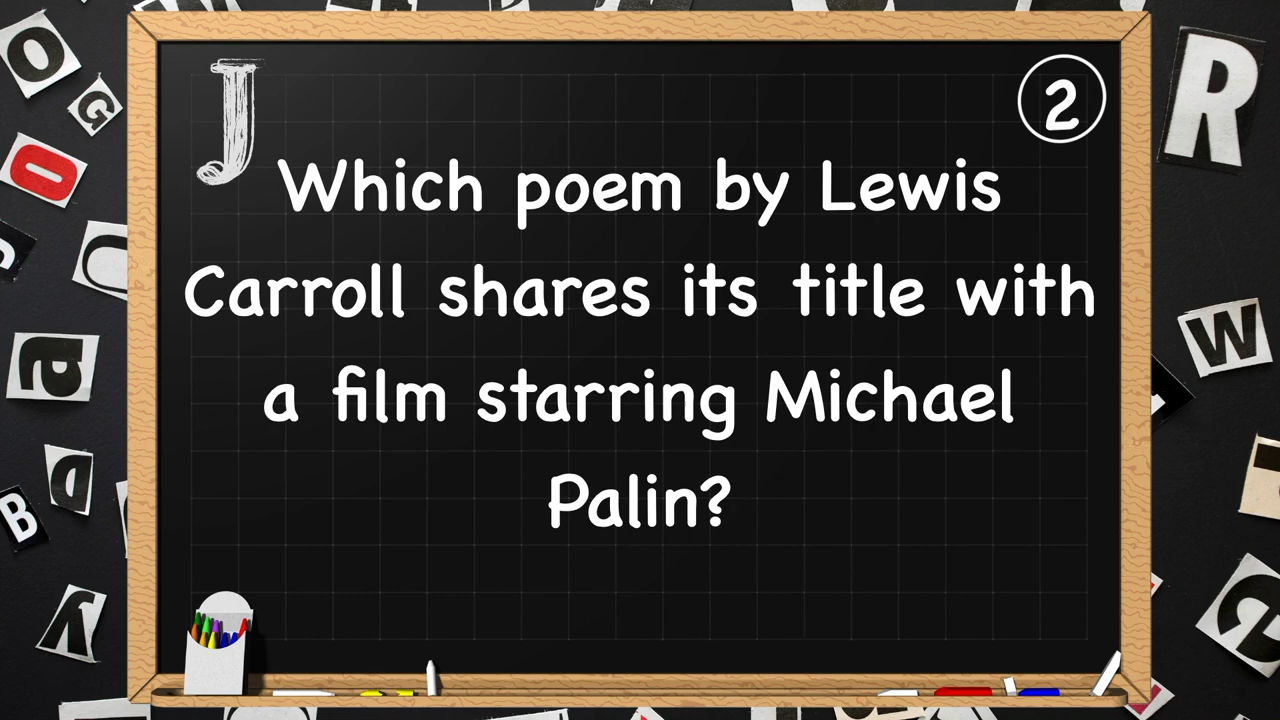 J
2
Which poem by Lewis
Carroll shares its title with
a film starring Michael
Palin?
O
G
R
O
a
W
D
B